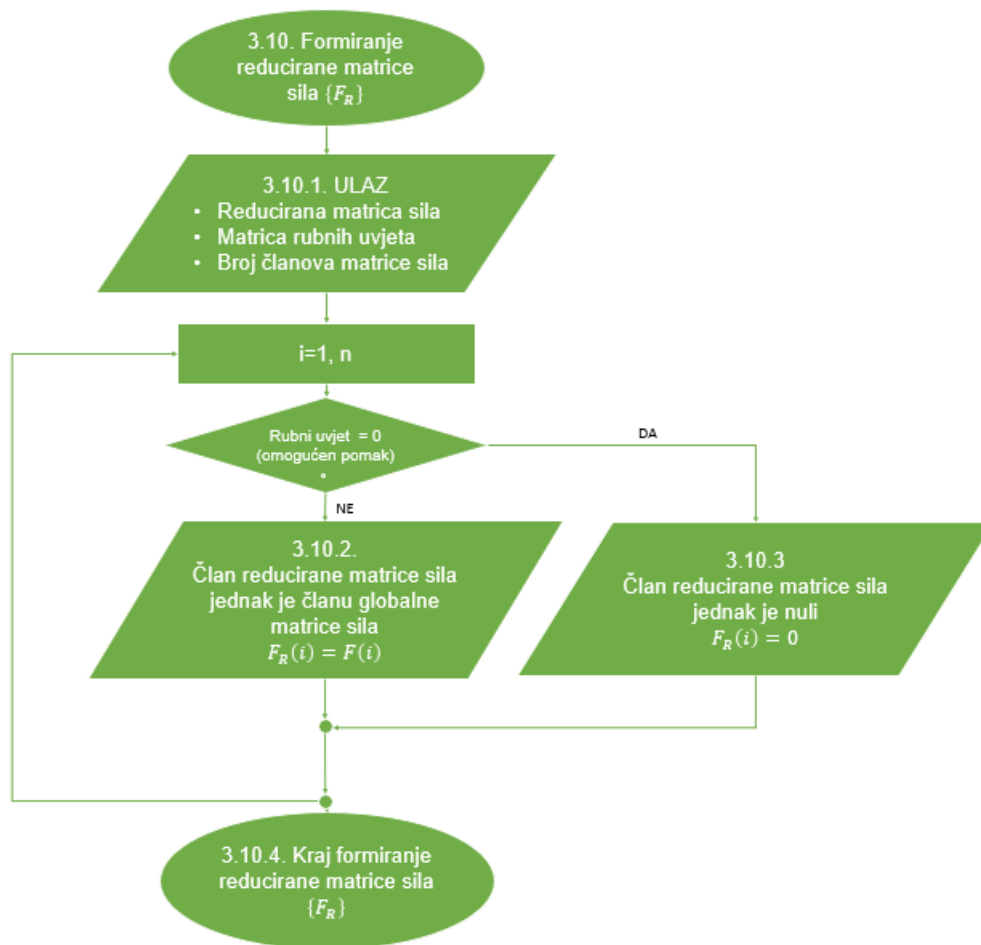 3.10. Formiranje
reducirane matrice
sila {F_R}
3.10.1. ULAZ
• Reducirana matrica sila
• Matrica rubnih uvjeta
• Broj članova matrice sila
i=1, n
Rubni uvjet = 0
(omogućen pomak)
•
DA
NE
3.10.2.
Član reducirane matrice sila
jednak je članu globalne
matrice sila
F_R(i) = F(i)
3.10.3
Član reducirane matrice sila
jednak je nuli
F_R(i) = 0
3.10.4. Kraj formiranje
reducirane matrice sila
{F_R}